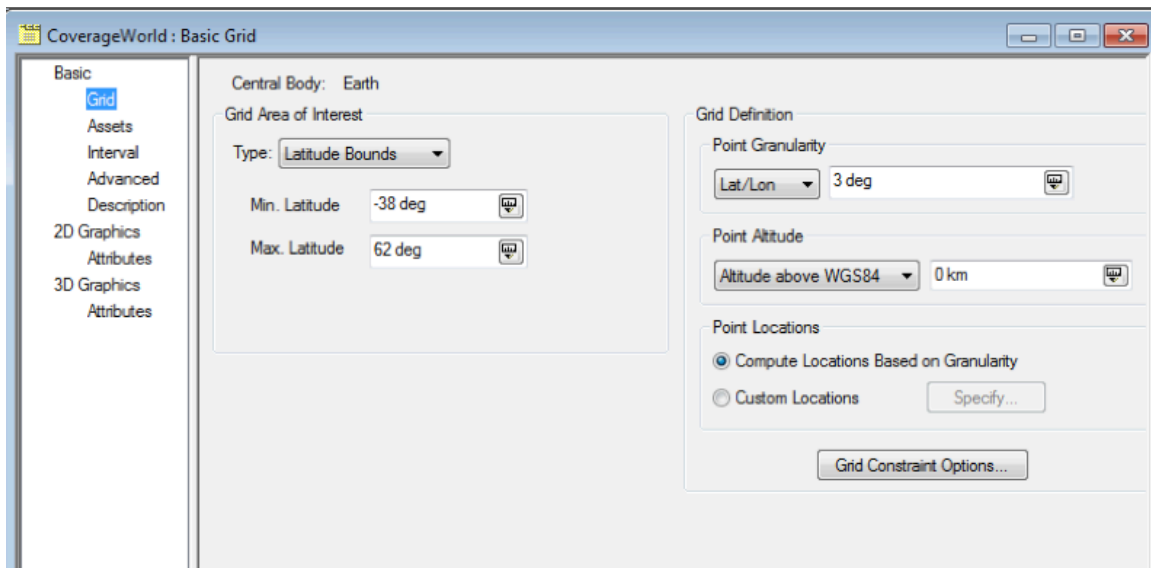 CoverageWorld : Basic Grid
Basic
Grid
Assets
Interval
Advanced
Description
2D Graphics
Attributes
3D Graphics
Attributes
Central Body: Earth
Grid Area of Interest
Type: Latitude Bounds
Min. Latitude -38 deg
Max. Latitude 62 deg
Grid Definition
Point Granularity
Lat/Lon 3 deg
Point Altitude
Altitude above WGS84 0 km
Point Locations
Compute Locations Based on Granularity
Custom Locations Specify...
Grid Constraint Options...